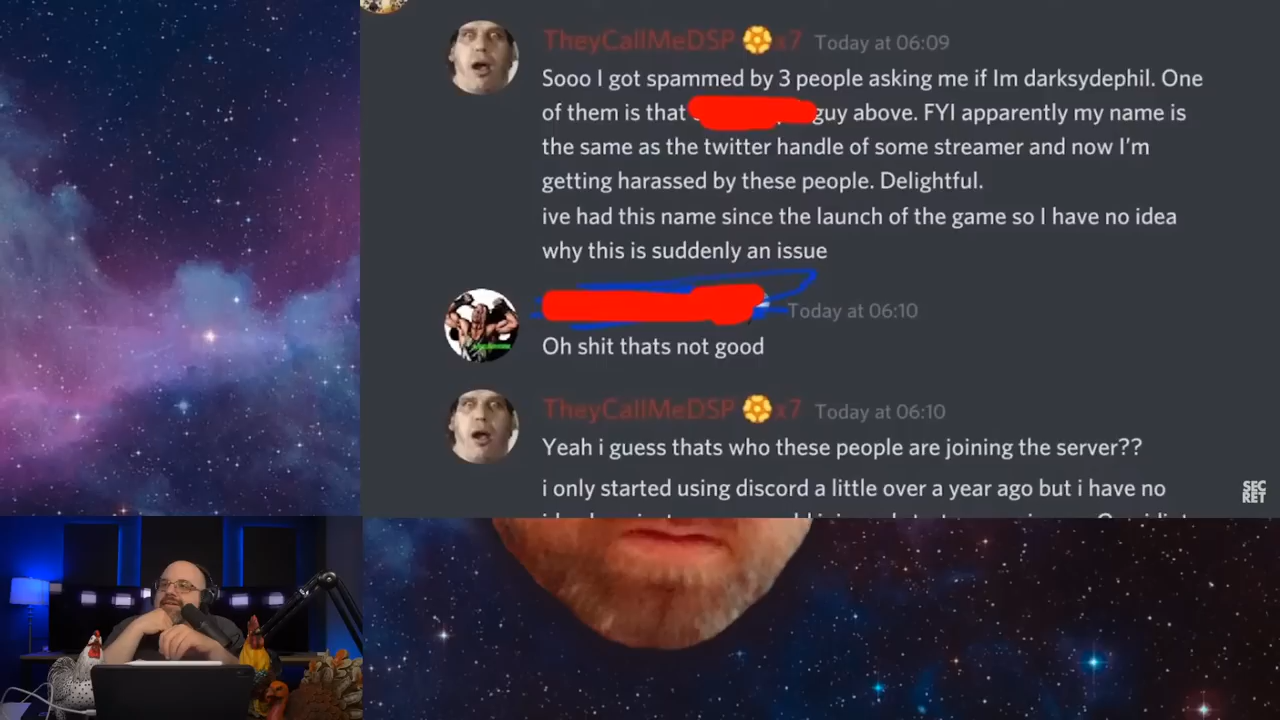 TheyCallMeDSP x7 Today at 06:09
Sooo I got spammed by 3 people asking me if Im darksydephil. One
of them is that guy above. FYI apparently my name is
the same as the twitter handle of some streamer and now I'm
getting harassed by these people. Delightful.
ive had this name since the launch of the game so I have no idea
why this is suddenly an issue
Today at 06:10
Oh shit thats not good
TheyCallMeDSP x7 Today at 06:10
Yeah i guess thats who these people are joining the server??
i only started using discord a little over a year ago but i have no
SEC
RET